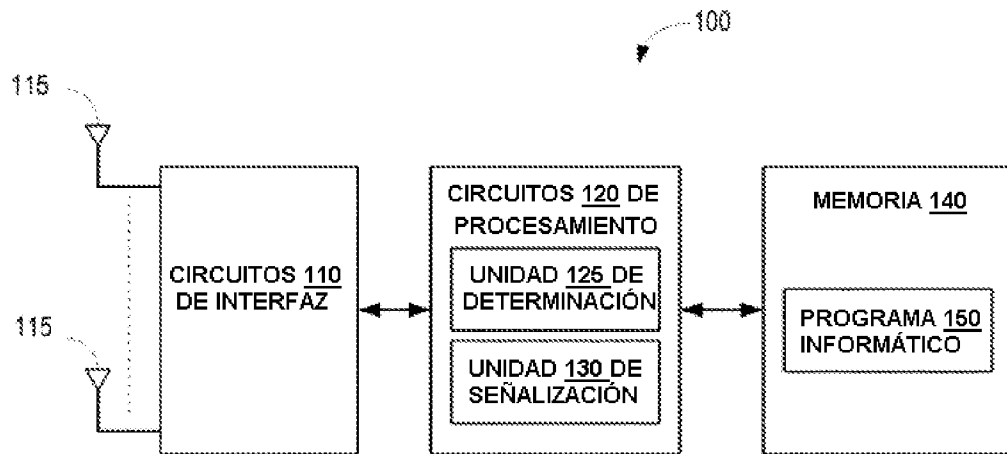 100
115
CIRCUITOS 110
DE INTERFAZ
115
CIRCUITOS 120 DE
PROCESAMIENTO
UNIDAD 125 DE
DETERMINACIÓN
UNIDAD 130 DE
SEÑALIZACIÓN
MEMORIA 140
PROGRAMA 150
INFORMÁTICO